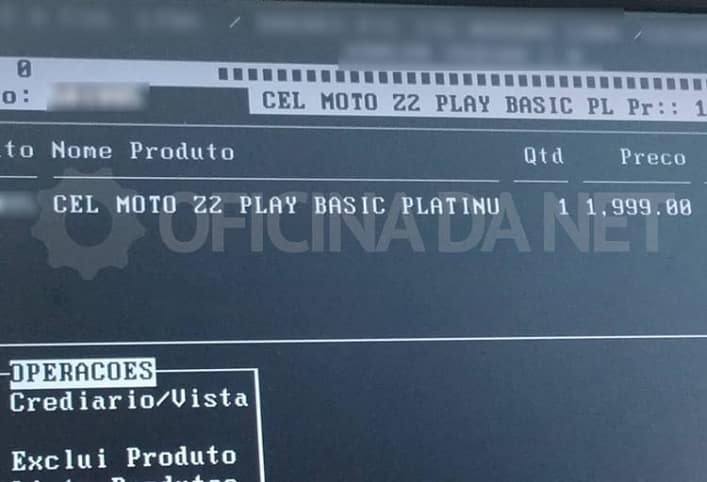 0
o:
CEL MOTO Z2 PLAY BASIC PL Pr:: 1
to Nome Produto Qtd Preco
CEL MOTO Z2 PLAY BASIC PLATINU 1 1,999.00
OFICINA DA NET
OPERACOES
Crediario/Vista
Exclui Produto
Produtos